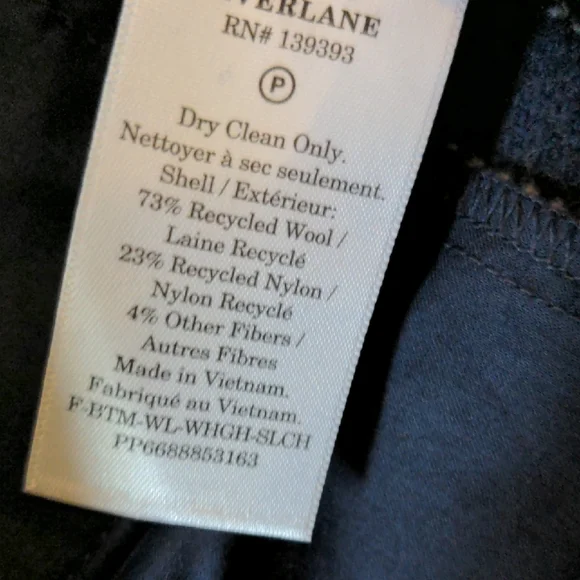 VERLANE
RN# 139393
P
Dry Clean Only.
Nettoyer à sec seulement.
Shell / Extérieur:
73% Recycled Wool /
Laine Recyclé
23% Recycled Nylon /
Nylon Recyclé
4% Other Fibers /
Autres Fibres
Made in Vietnam.
Fabriqué au Vietnam.
F-BTM-WL-WHGH-SLCH
PP6688853163